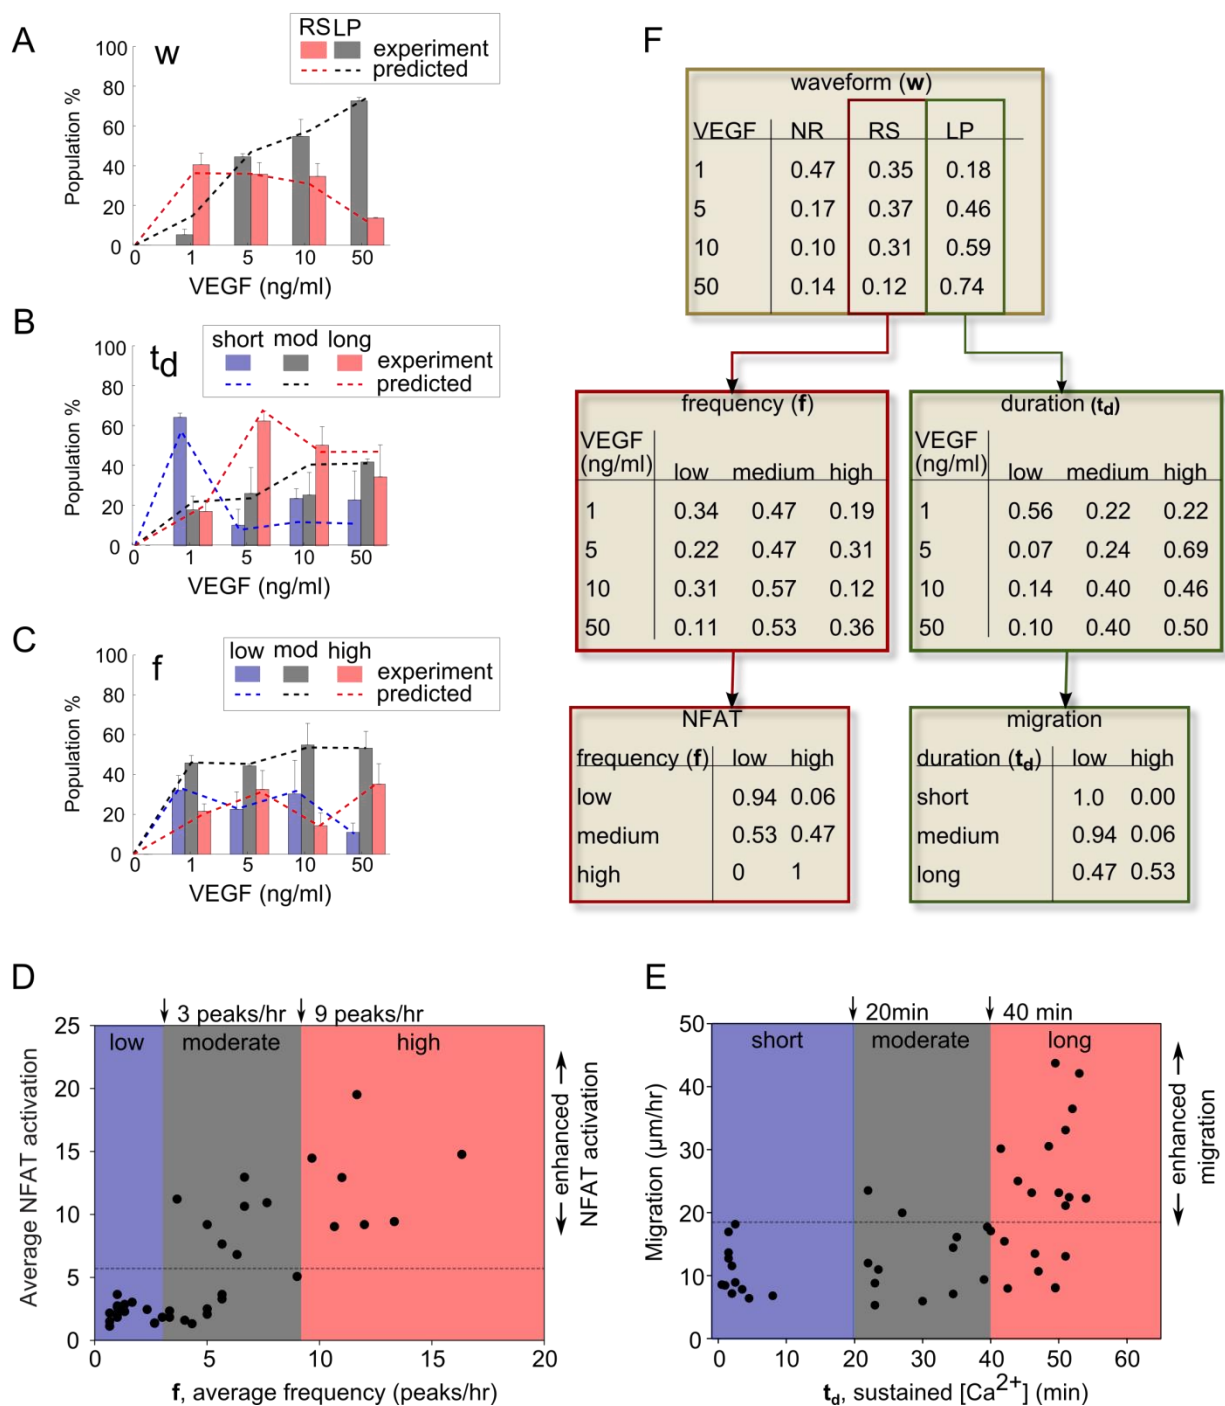 A
w
RS LP
experiment
predicted
Population %
100
80
60
40
20
0
0 1 5 10 50
VEGF (ng/ml)
B
td
short mod long
experiment
predicted
Population %
100
80
60
40
20
0
0 1 5 10 50
VEGF (ng/ml)
C
f
low mod high
experiment
predicted
Population %
100
80
60
40
20
0
0 1 5 10 50
VEGF (ng/ml)
F
waveform (w)
VEGF NR RS LP
1 0.47 0.35 0.18
5 0.17 0.37 0.46
10 0.10 0.31 0.59
50 0.14 0.12 0.74
frequency (f)
VEGF
(ng/ml) low medium high
1 0.34 0.47 0.19
5 0.22 0.47 0.31
10 0.31 0.57 0.12
50 0.11 0.53 0.36
duration (td)
VEGF
(ng/ml) low medium high
1 0.56 0.22 0.22
5 0.07 0.24 0.69
10 0.14 0.40 0.46
50 0.10 0.40 0.50
NFAT
frequency (f) low high
low 0.94 0.06
medium 0.53 0.47
high 0 1
migration
duration (td) low high
short 1.0 0.00
medium 0.94 0.06
long 0.47 0.53
D
3 peaks/hr 9 peaks/hr
low moderate high
Average NFAT activation
25
20
15
10
5
0
0 5 10 15 20
f, average frequency (peaks/hr)
enhanced
NFAT activation
E
20min 40 min
short moderate long
Migration (µm/hr)
50
40
30
20
10
0
0 10 20 30 40 50 60
td, sustained [Ca2+] (min)
enhanced
migration